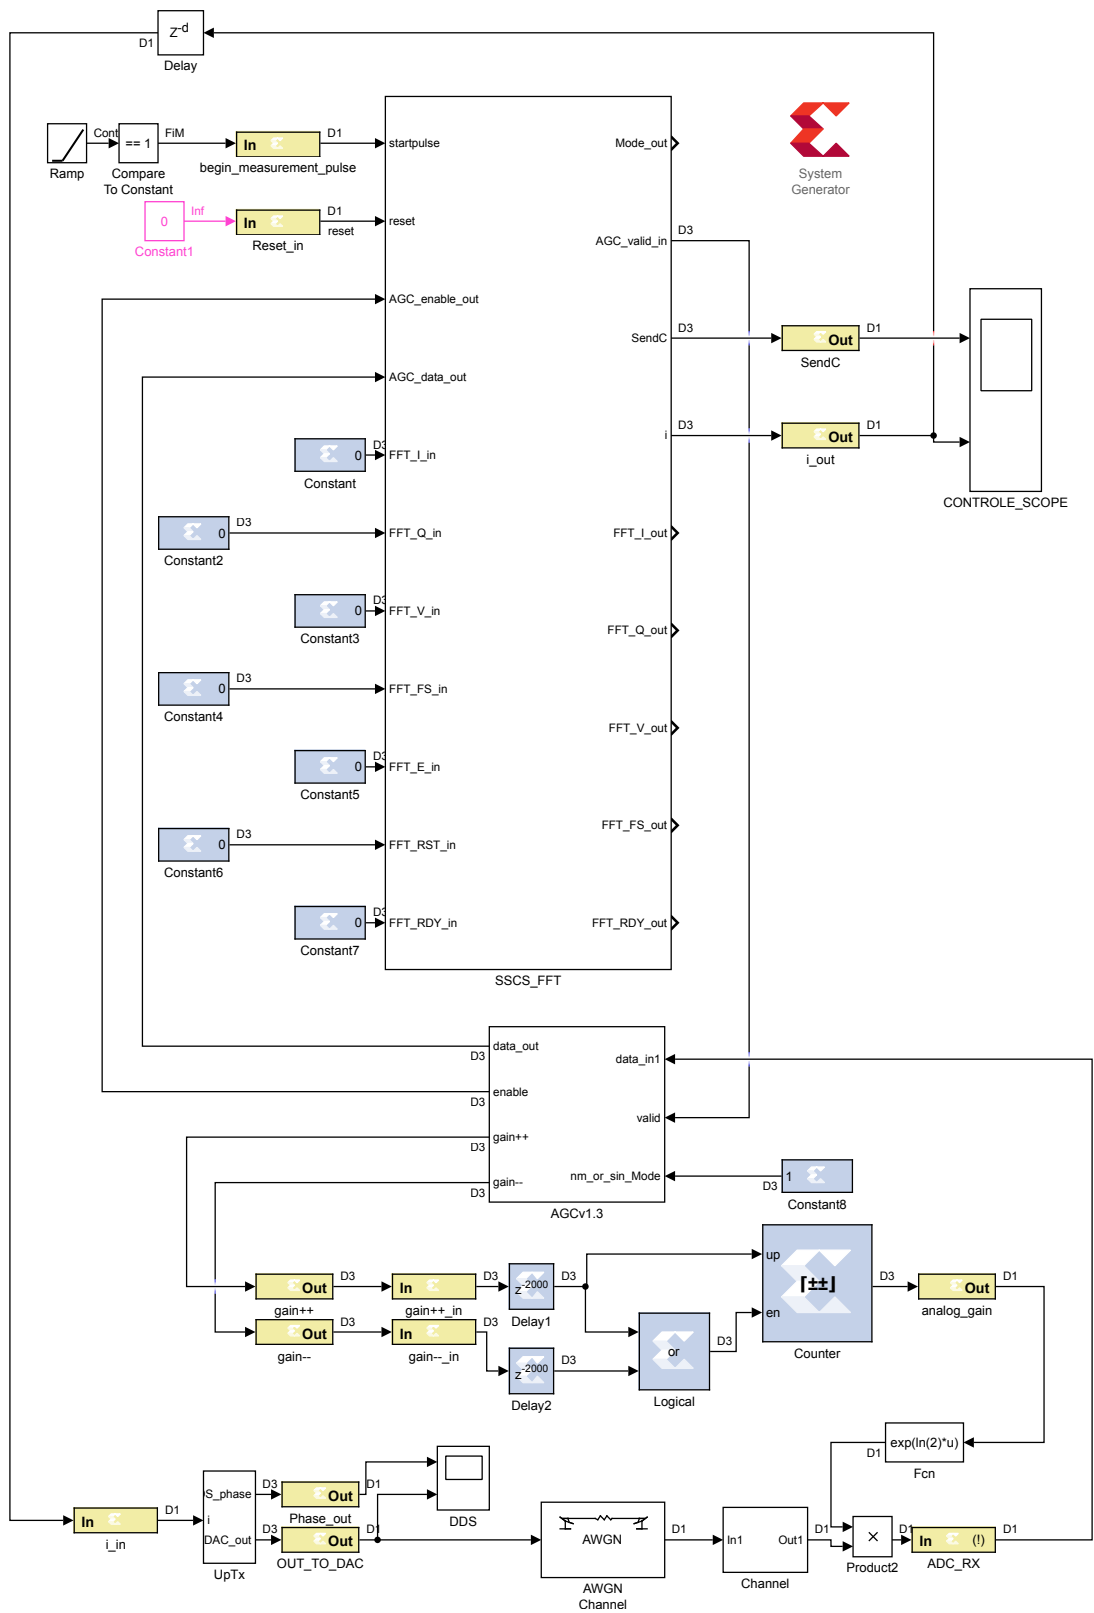 Z-d
D1
Delay
Ramp
Cont
== 1
Compare
To Constant
FiM
In
begin_measurement_pulse
D1
startpulse
Mode_out
System
Generator
0
Constant1
Inf
In
Reset_in
D1
reset
reset
AGC_valid_in
D3
AGC_enable_out
SendC
D3
Out
SendC
D1
AGC_data_out
i
D3
Out
i_out
D1
CONTROLE_SCOPE
0
Constant
D3
FFT_I_in
0
Constant2
D3
FFT_Q_in
FFT_I_out
0
Constant3
D3
FFT_V_in
FFT_Q_out
0
Constant4
D3
FFT_FS_in
FFT_V_out
0
Constant5
D3
FFT_E_in
FFT_FS_out
0
Constant6
D3
FFT_RST_in
0
Constant7
D3
FFT_RDY_in
FFT_RDY_out
SSCS_FFT
data_out
D3
data_in1
enable
D3
valid
gain++
D3
nm_or_sin_Mode
gain--
D3
AGCv1.3
1
D3
Constant8
Out
gain++
D3
In
gain++_in
D3
z-2000
Delay1
D3
up
en
⌈±±⌋
Counter
D3
Out
analog_gain
D1
Out
gain--
D3
In
gain--_in
D3
z-2000
Delay2
D3
or
Logical
D3
exp(ln(2)*u)
D1
Fcn
In
i_in
D1
S_phase
i
DAC_out
UpTx
D3
Out
Phase_out
D1
DDS
D3
Out
OUT_TO_DAC
D1
AWGN
AWGN
Channel
D1
In1
Out1
Channel
D1
×
Product2
D1
In
(!)
ADC_RX
D1